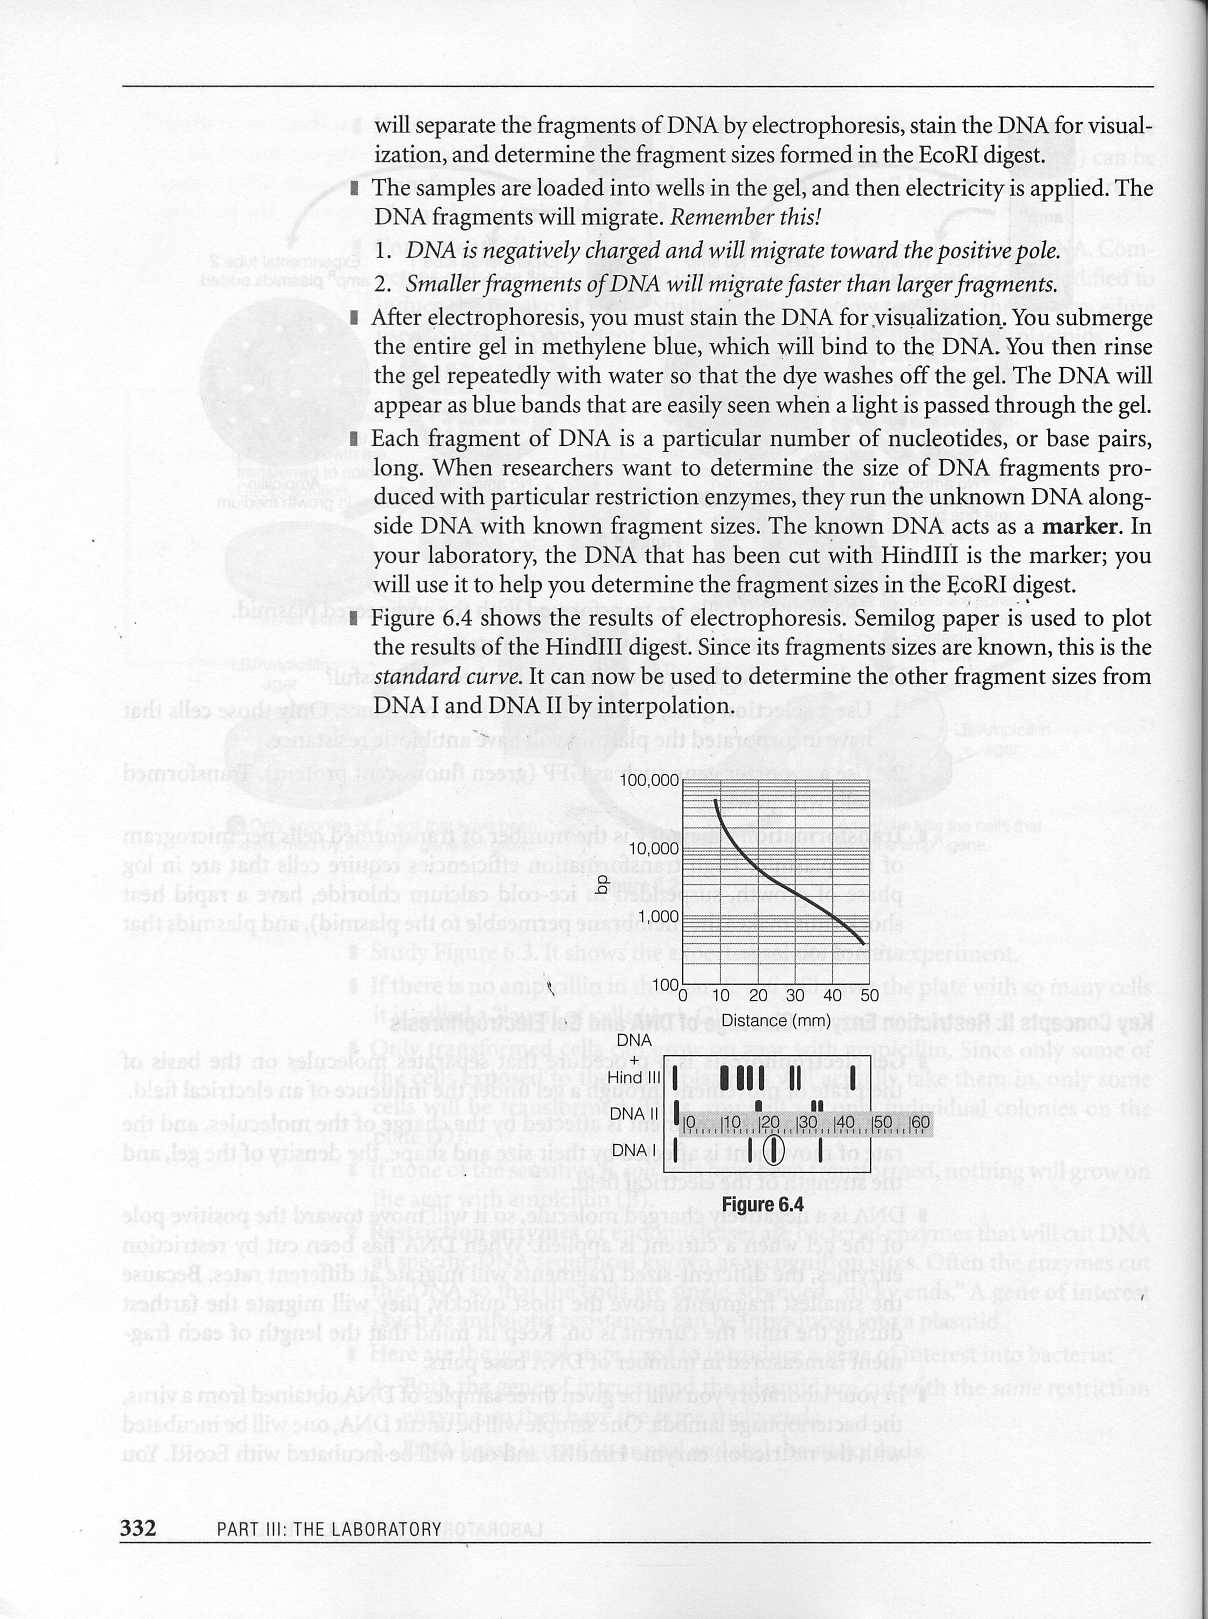 will separate the fragments of DNA by electrophoresis, stain the DNA for visual-
ization, and determine the fragment sizes formed in the EcoRI digest.
The samples are loaded into wells in the gel, and then electricity is applied. The
DNA fragments will migrate. Remember this!
1. DNA is negatively charged and will migrate toward the positive pole.
2. Smaller fragments of DNA will migrate faster than larger fragments.
After electrophoresis, you must stain the DNA for visualization. You submerge
the entire gel in methylene blue, which will bind to the DNA. You then rinse
the gel repeatedly with water so that the dye washes off the gel. The DNA will
appear as blue bands that are easily seen when a light is passed through the gel.
Each fragment of DNA is a particular number of nucleotides, or base pairs,
long. When researchers want to determine the size of DNA fragments pro-
duced with particular restriction enzymes, they run the unknown DNA along-
side DNA with known fragment sizes. The known DNA acts as a marker. In
your laboratory, the DNA that has been cut with HindIII is the marker; you
will use it to help you determine the fragment sizes in the EcoRI digest.
Figure 6.4 shows the results of electrophoresis. Semilog paper is used to plot
the results of the HindIII digest. Since its fragments sizes are known, this is the
standard curve. It can now be used to determine the other fragment sizes from
DNA I and DNA II by interpolation.
100,000
10,000
bp
1,000
100
0 10 20 30 40 50
Distance (mm)
DNA
+
Hind III
DNA II
0 10 20 30 40 50 60
DNA I
Figure 6.4
332 PART III: THE LABORATORY